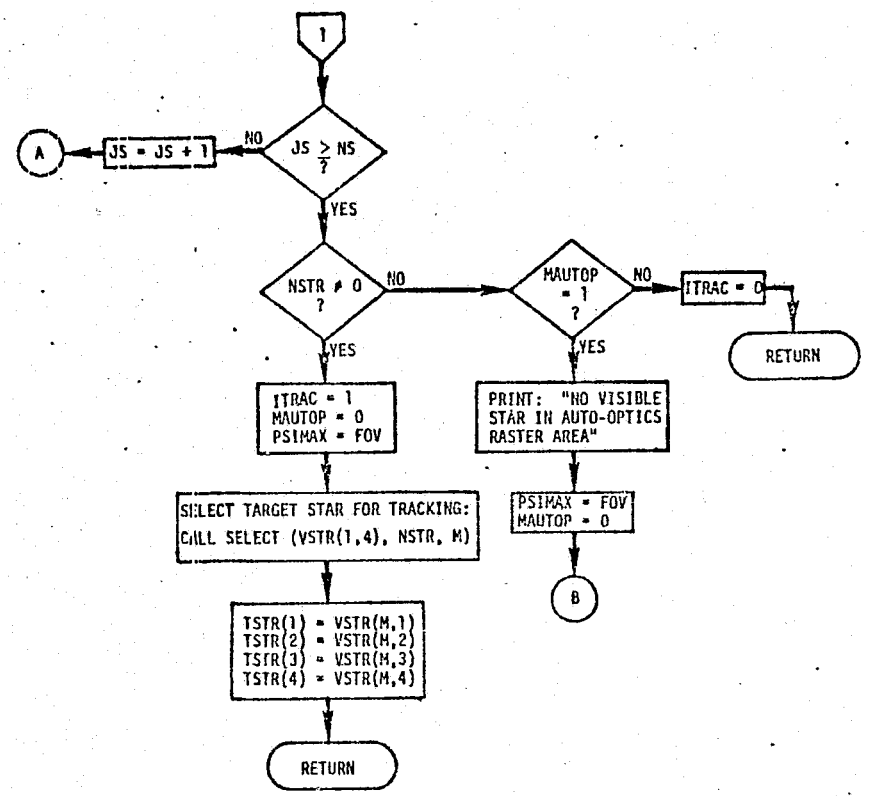 1
JS ≥ NS
?
NO
JS = JS + 1
A
YES
NSTR ≠ 0
?
NO
MAUTOP
= 1
?
NO
ITRAC = 0
RETURN
YES
YES
ITRAC = 1
MAUTOP = 0
PSIMAX = FOV
PRINT: "NO VISIBLE
STAR IN AUTO-OPTICS
RASTER AREA"
SELECT TARGET STAR FOR TRACKING:
CALL SELECT (VSTR(1,4), NSTR, M)
PSIMAX = FOV
MAUTOP = 0
B
TSTR(1) = VSTR(M,1)
TSTR(2) = VSTR(M,2)
TSTR(3) = VSTR(M,3)
TSTR(4) = VSTR(M,4)
RETURN